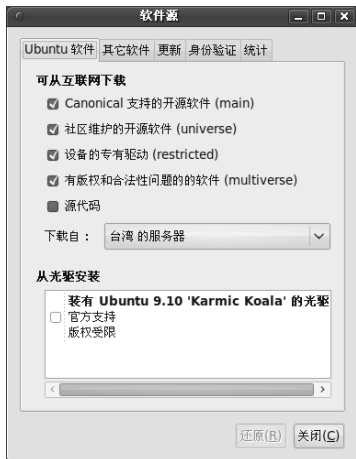 软件源
Ubuntu 软件 其它软件 更新 身份验证 统计
可从互联网下载
Canonical 支持的开源软件 (main)
社区维护的开源软件 (universe)
设备的专有驱动 (restricted)
有版权和合法性问题的的软件 (multiverse)
源代码
下载自： 台湾 的服务器
从光驱安装
装有 Ubuntu 9.10 'Karmic Koala' 的光驱
官方支持
版权受限
还原(R) 关闭(C)